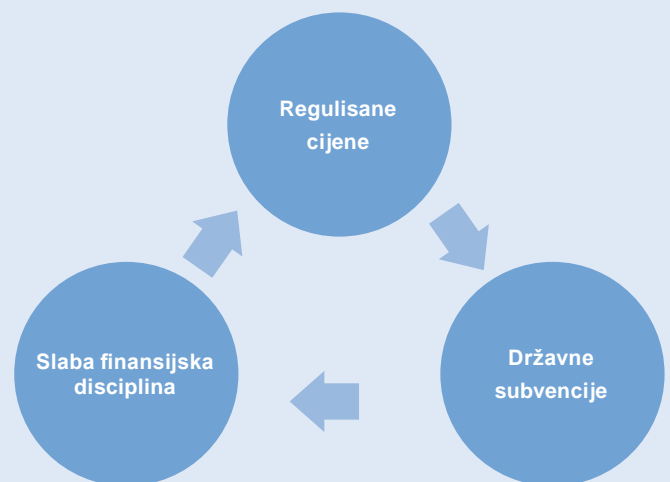 Regulisane
cijene
Slaba finansijska
disciplina
Državne
subvencije